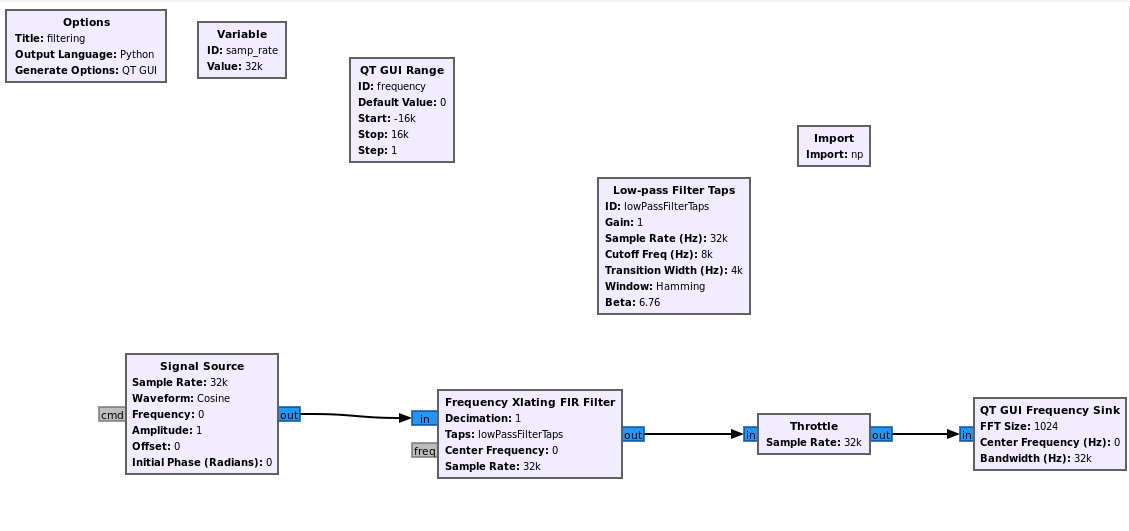 Options
Title: filtering
Output Language: Python
Generate Options: QT GUI
Variable
ID: samp_rate
Value: 32k
QT GUI Range
ID: frequency
Default Value: 0
Start: -16k
Stop: 16k
Step: 1
Import
Import: np
Low-pass Filter Taps
ID: lowPassFilterTaps
Gain: 1
Sample Rate (Hz): 32k
Cutoff Freq (Hz): 8k
Transition Width (Hz): 4k
Window: Hamming
Beta: 6.76
cmd
Signal Source
Sample Rate: 32k
Waveform: Cosine
Frequency: 0
Amplitude: 1
Offset: 0
Initial Phase (Radians): 0
out
in
freq
Frequency Xlating FIR Filter
Decimation: 1
Taps: lowPassFilterTaps
Center Frequency: 0
Sample Rate: 32k
out
in
Throttle
Sample Rate: 32k
out
in
QT GUI Frequency Sink
FFT Size: 1024
Center Frequency (Hz): 0
Bandwidth (Hz): 32k